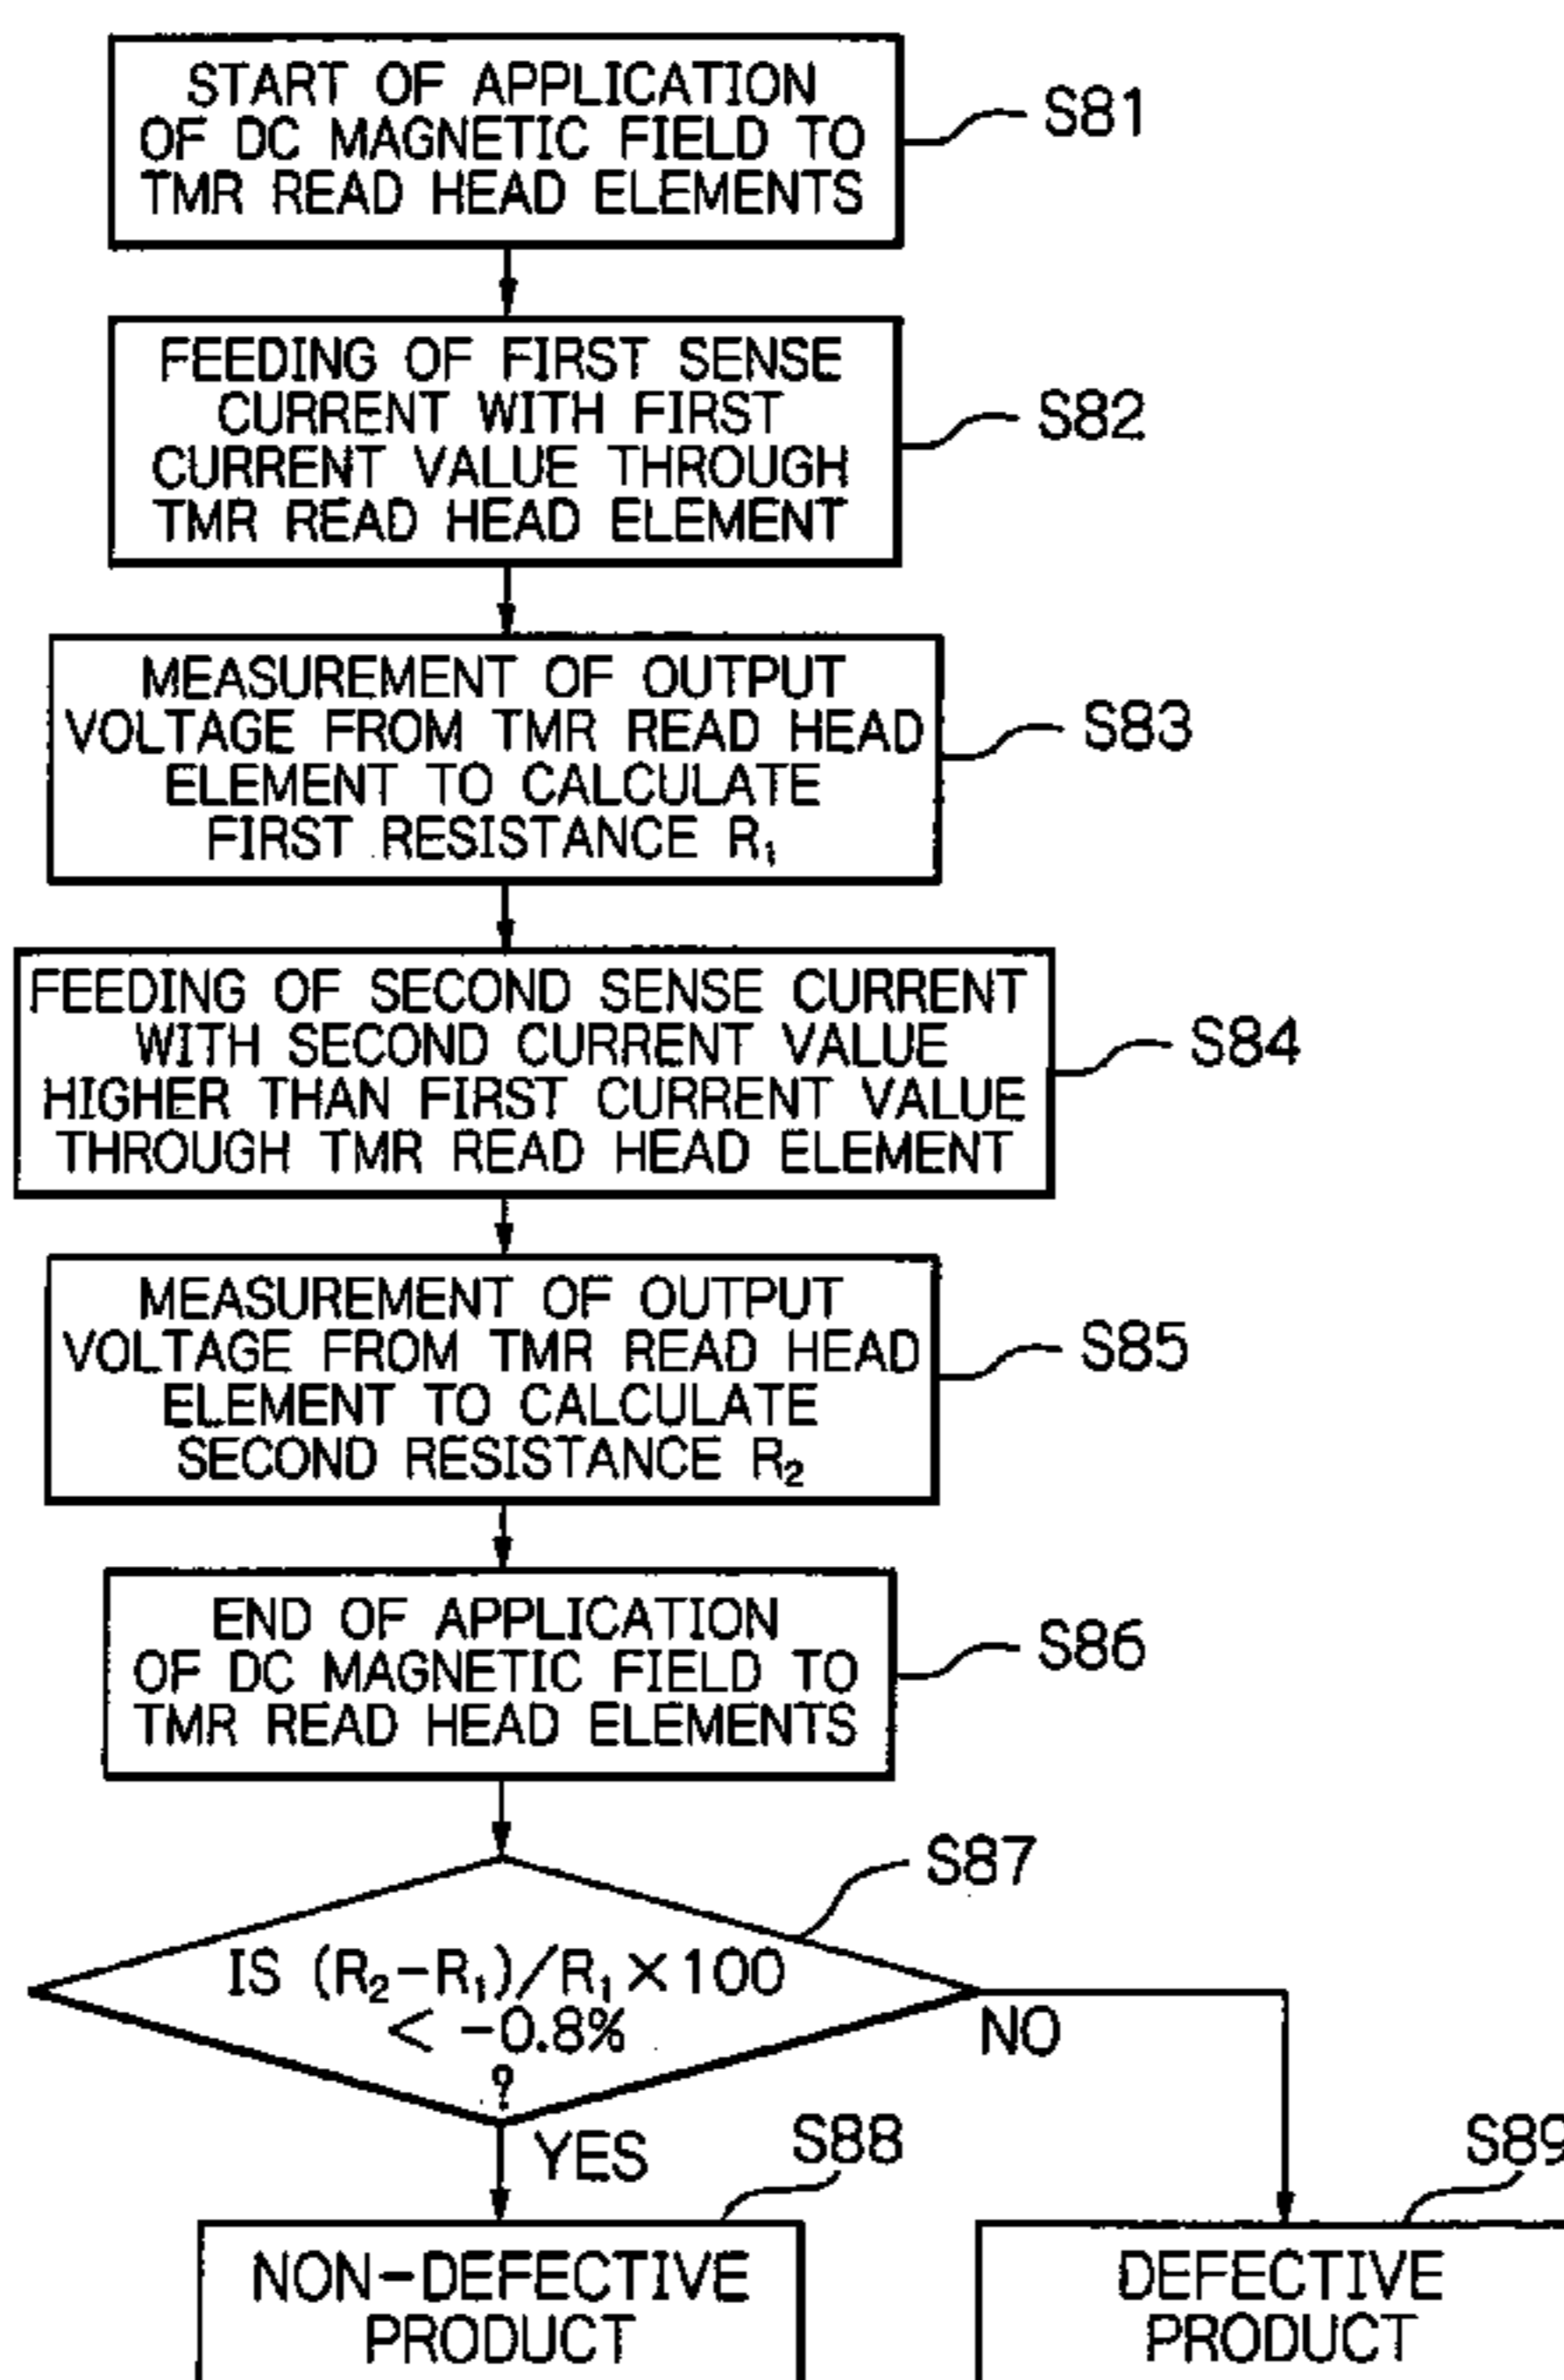 START OF APPLICATION
OF DC MAGNETIC FIELD TO
TMR READ HEAD ELEMENTS
S81
FEEDING OF FIRST SENSE
CURRENT WITH FIRST
CURRENT VALUE THROUGH
TMR READ HEAD ELEMENT
S82
MEASUREMENT OF OUTPUT
VOLTAGE FROM TMR READ HEAD
ELEMENT TO CALCULATE
FIRST RESISTANCE R₁
S83
FEEDING OF SECOND SENSE CURRENT
WITH SECOND CURRENT VALUE
HIGHER THAN FIRST CURRENT VALUE
THROUGH TMR READ HEAD ELEMENT
S84
MEASUREMENT OF OUTPUT
VOLTAGE FROM TMR READ HEAD
ELEMENT TO CALCULATE
SECOND RESISTANCE R₂
S85
END OF APPLICATION
OF DC MAGNETIC FIELD TO
TMR READ HEAD ELEMENTS
S86
S87
IS (R₂-R₁)/R₁×100
< -0.8%
?
NO
YES
S88
S89
NON-DEFECTIVE
PRODUCT
DEFECTIVE
PRODUCT